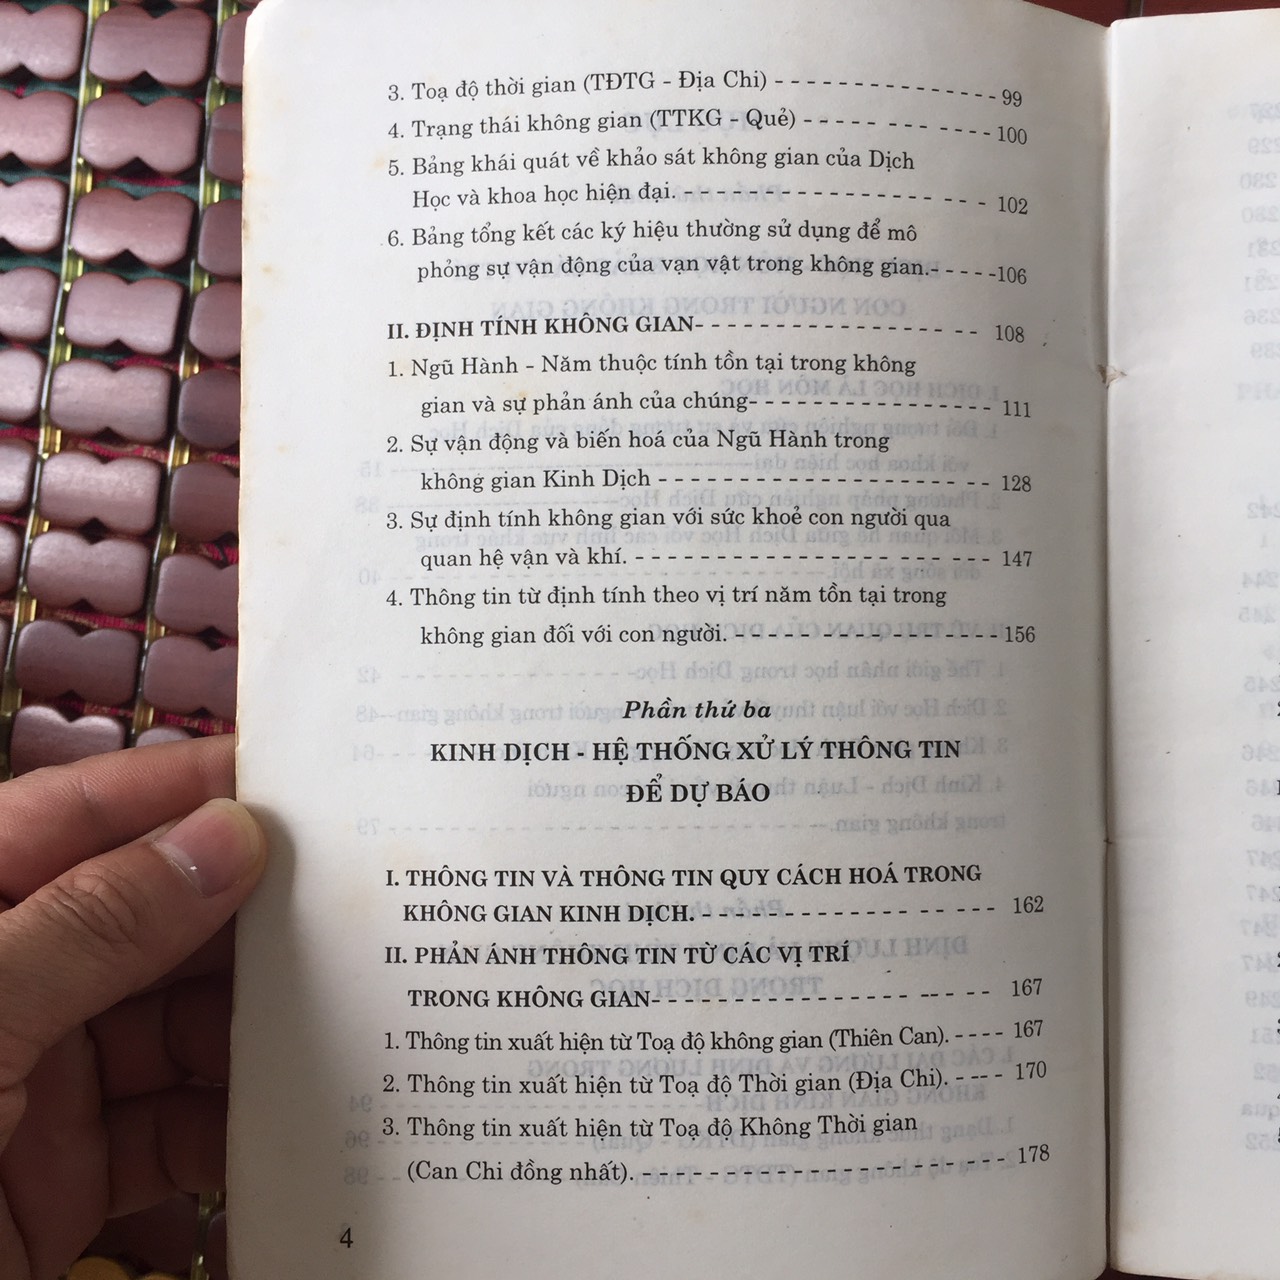 3. Toạ độ thời gian (TĐTG - Địa Chi) - - - - - - - - - - - - - - - 99
4. Trạng thái không gian (TTKG - Quẻ) - - - - - - - - - - - - 100
5. Bảng khái quát về khảo sát không gian của Dịch
Học và khoa học hiện đại. - - - - - - - - - - - - - - - - - - - - - 102
6. Bảng tổng kết các ký hiệu thường sử dụng để mô
phỏng sự vận động của vạn vật trong không gian.- - - - -106
II. ĐỊNH TÍNH KHÔNG GIAN- - - - - - - - - - - - - - - - - - - 108
1. Ngũ Hành - Năm thuộc tính tồn tại trong không
gian và sự phản ánh của chúng- - - - - - - - - - - - - - - - - - 111
2. Sự vận động và biến hoá của Ngũ Hành trong
không gian Kinh Dịch - - - - - - - - - - - - - - - - - - - - - - - 128
3. Sự định tính không gian với sức khoẻ con người qua
quan hệ vận và khí. - - - - - - - - - - - - - - - - - - - - - - - - 147
4. Thông tin từ định tính theo vị trí năm tồn tại trong
không gian đối với con người. - - - - - - - - - - - - - - - - - - 156
Phần thứ ba
KINH DỊCH - HỆ THỐNG XỬ LÝ THÔNG TIN
ĐỂ DỰ BÁO
I. THÔNG TIN VÀ THÔNG TIN QUY CÁCH HOÁ TRONG
KHÔNG GIAN KINH DỊCH. - - - - - - - - - - - - - - - - - - - - 162
II. PHẢN ÁNH THÔNG TIN TỪ CÁC VỊ TRÍ
TRONG KHÔNG GIAN- - - - - - - - - - - - - - - - - - - - - - - 167
1. Thông tin xuất hiện từ Toạ độ không gian (Thiên Can). - - - - 167
2. Thông tin xuất hiện từ Toạ độ Thời gian (Địa Chi). - -- - - 170
3. Thông tin xuất hiện từ Toạ độ Không Thời gian
(Can Chi đồng nhất). - - - - - - - - - - - - - - - - - - - - - - - - 178
4